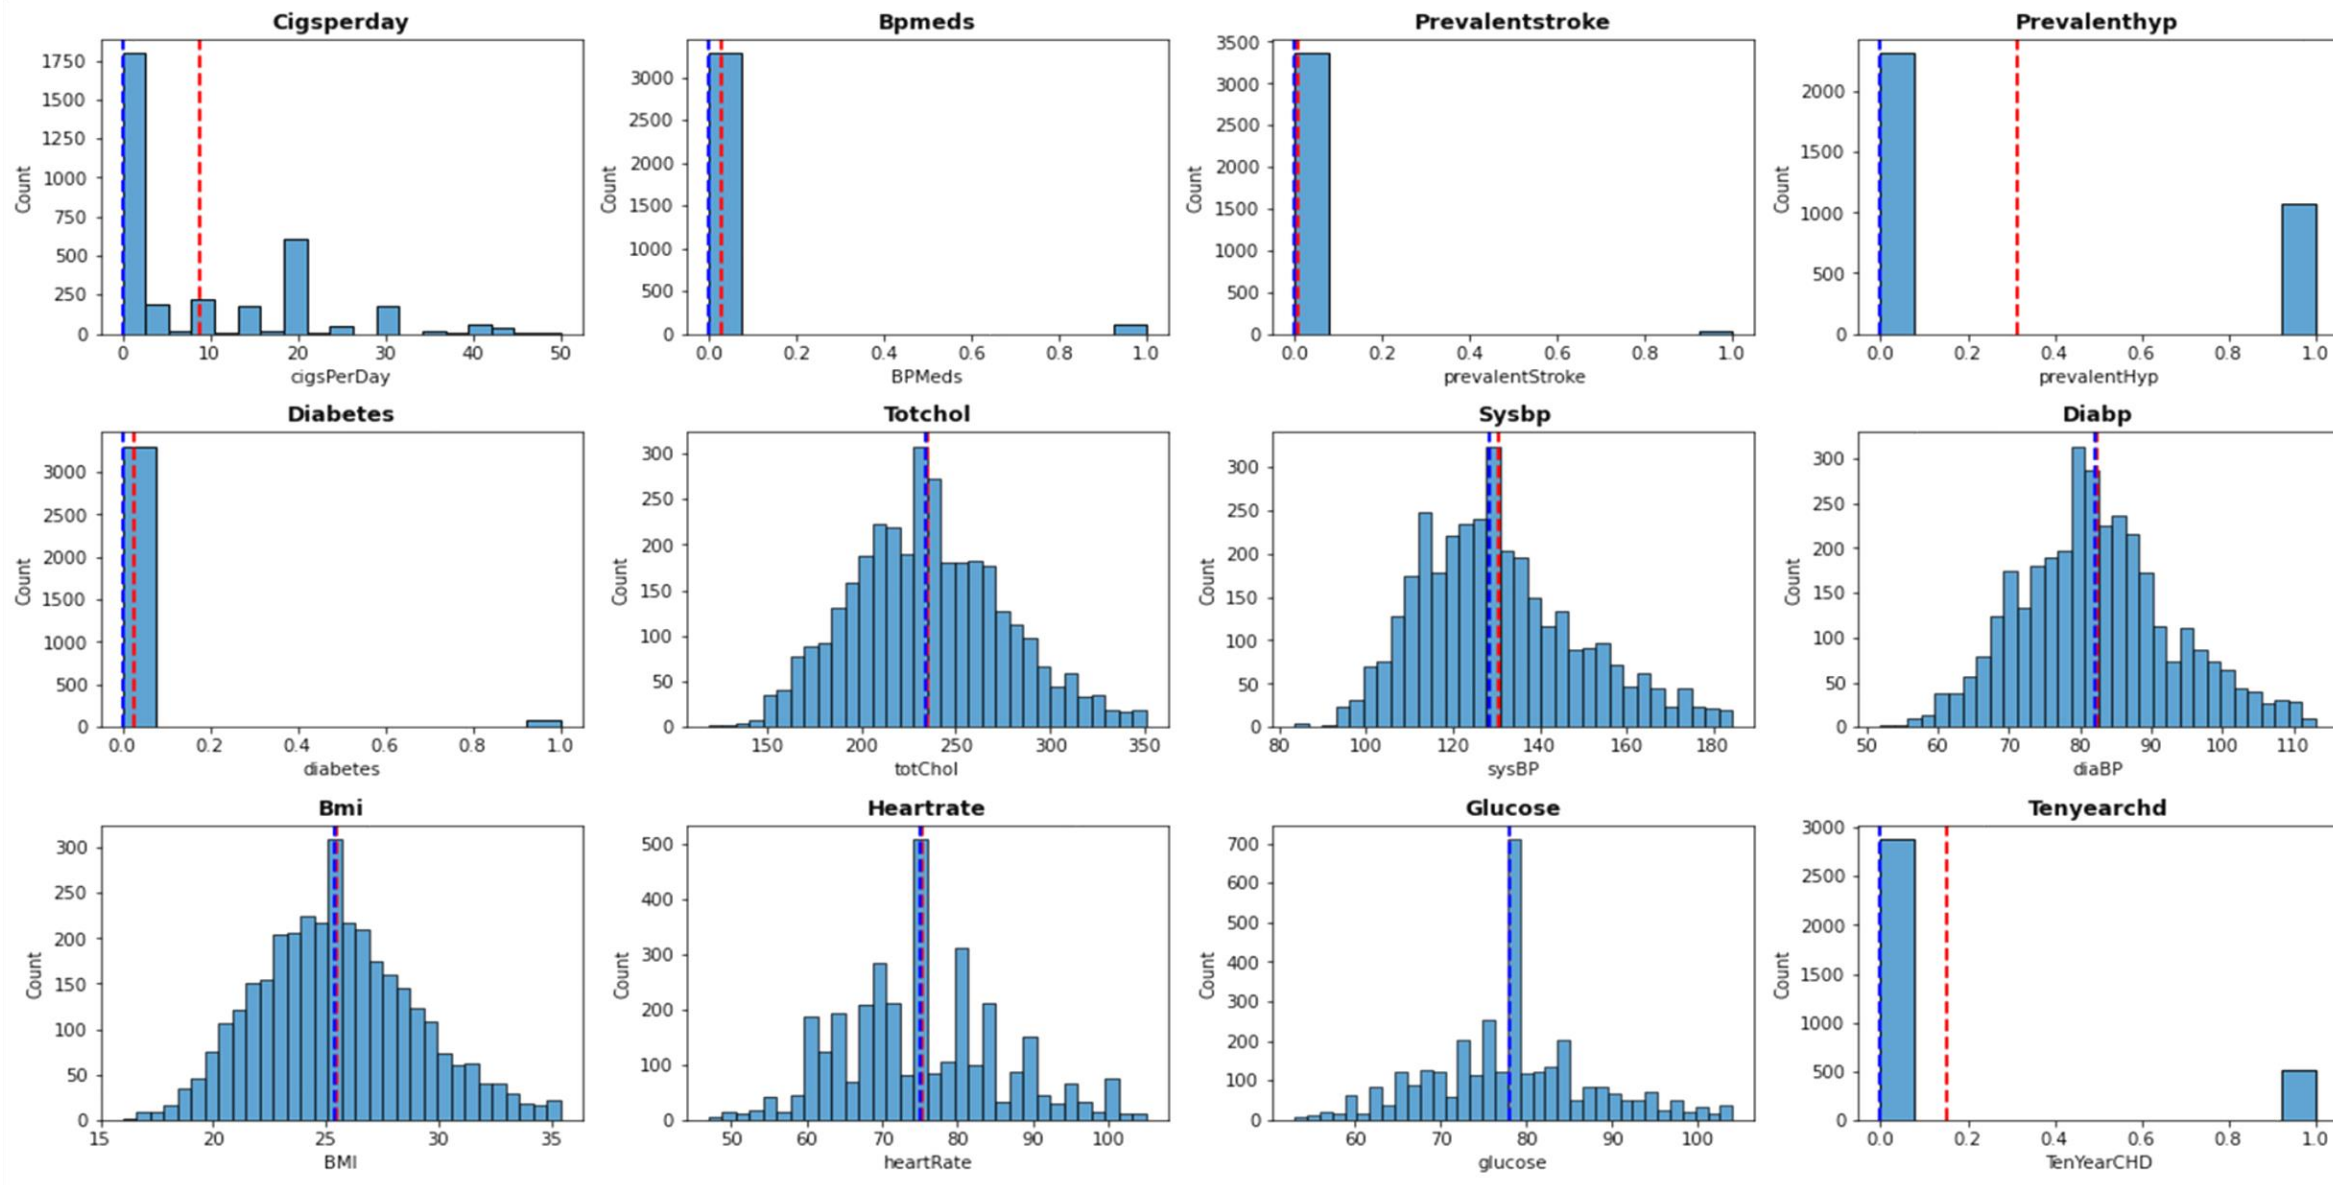 Cigsperday
Bpmeds
Prevalentstroke
Prevalenthyp
Count
1750
1500
1250
1000
750
500
250
0
0 10 20 30 40 50
cigsPerDay
Count
3000
2500
2000
1500
1000
500
0
0.0 0.2 0.4 0.6 0.8 1.0
BPMeds
Count
3500
3000
2500
2000
1500
1000
500
0
0.0 0.2 0.4 0.6 0.8 1.0
prevalentStroke
Count
2000
1500
1000
500
0
0.0 0.2 0.4 0.6 0.8 1.0
prevalentHyp
Diabetes
Totchol
Sysbp
Diabp
Count
3000
2500
2000
1500
1000
500
0
0.0 0.2 0.4 0.6 0.8 1.0
diabetes
Count
300
250
200
150
100
50
0
150 200 250 300 350
totChol
Count
300
250
200
150
100
50
0
80 100 120 140 160 180
sysBP
Count
300
250
200
150
100
50
0
50 60 70 80 90 100 110
diaBP
Bmi
Heartrate
Glucose
Tenyearchd
Count
300
250
200
150
100
50
0
15 20 25 30 35
BMI
Count
500
400
300
200
100
0
50 60 70 80 90 100
heartRate
Count
700
600
500
400
300
200
100
0
60 70 80 90 100
glucose
Count
3000
2500
2000
1500
1000
500
0
0.0 0.2 0.4 0.6 0.8 1.0
TenYearCHD